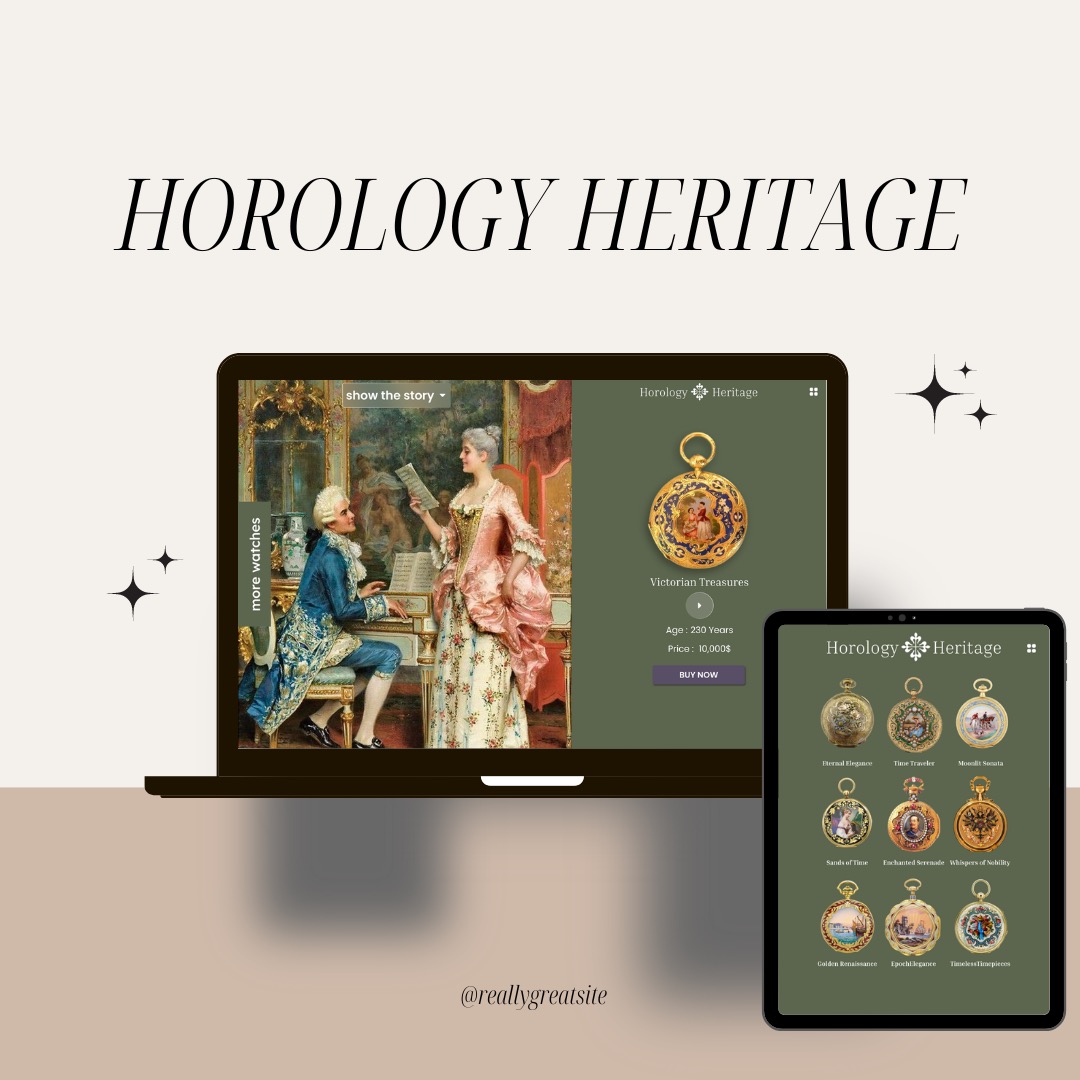 HOROLOGY HERITAGE
show the story
Horology Heritage
more watches
Victorian Treasures
Age : 230 Years
Price : 10,000$
BUY NOW
Horology Heritage
Eternal Elegance
Time Traveler
Moonlit Sonata
Sands of Time
Enchanted Serenade
Whispers of Nobility
Golden Renaissance
EpochElegance
TimelessTimepieces
@reallygreatsite